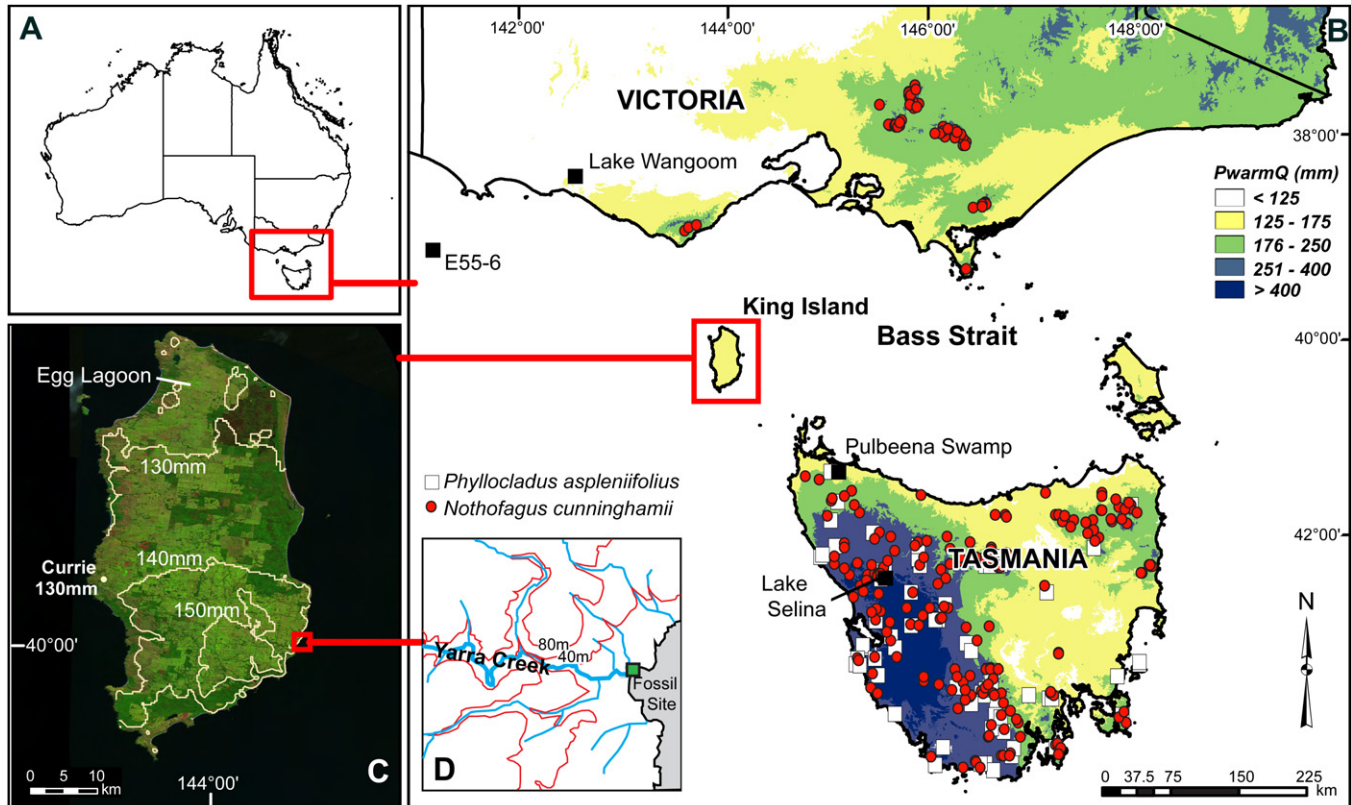 A
B
142°00'
144°00'
146°00'
148°00'
VICTORIA
38°00'
Lake Wangoom
E55-6
PwarmQ (mm)
< 125
125 - 175
176 - 250
251 - 400
> 400
King Island
Bass Strait
40°00'
Pulbeena Swamp
Phyllocladus aspleniifolius
Nothofagus cunninghamii
TASMANIA
42°00'
Lake
Selina
N
0 37.5 75 150 225
km
Egg Lagoon
130mm
140mm
Currie
130mm
150mm
40°00'
0 5 10
km
144°00'
C
80m
40m
Yarra Creek
Fossil
Site
D